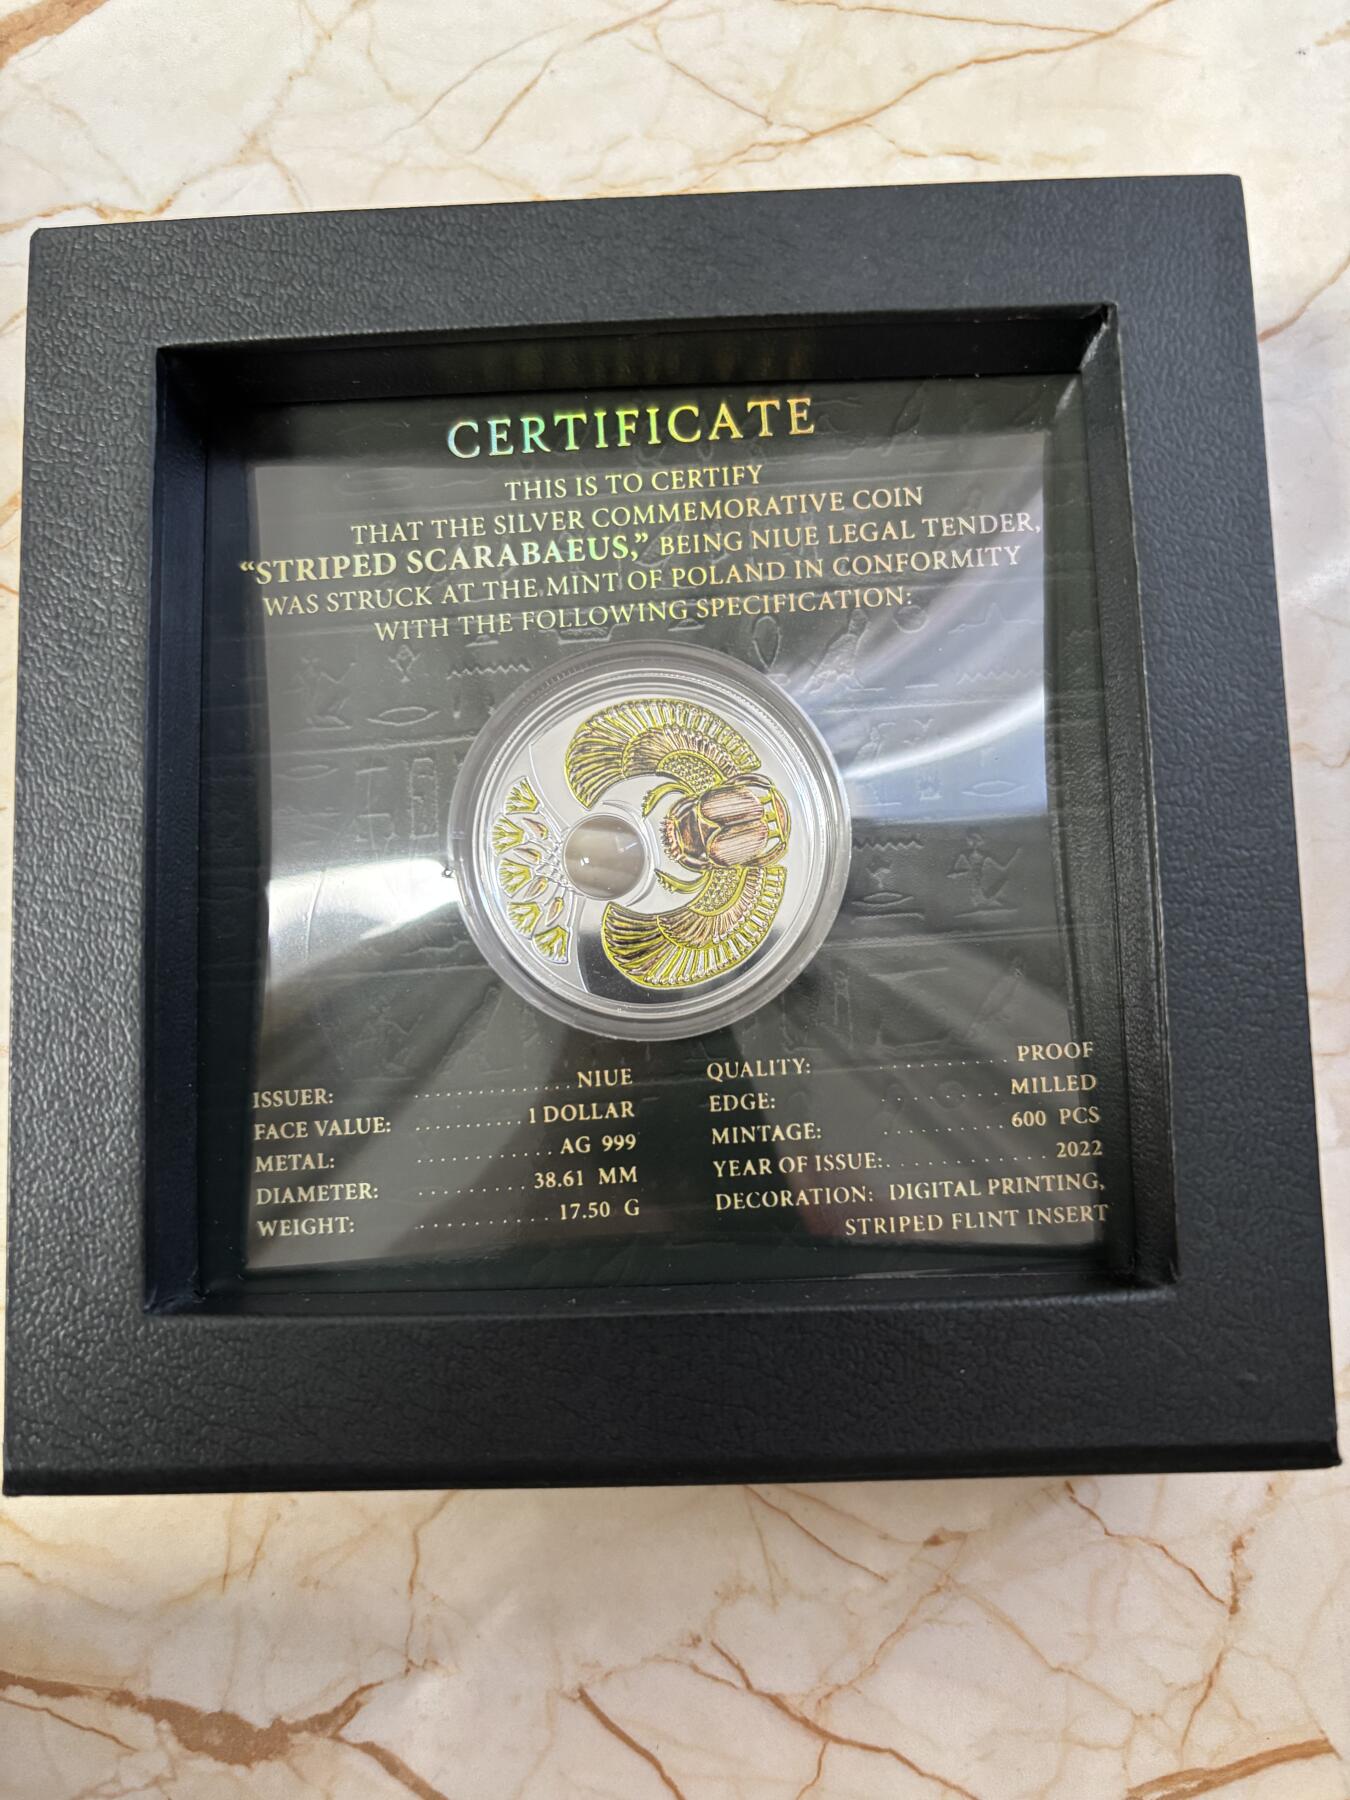 CERTIFICATE
THIS IS TO CERTIFY
THAT THE SILVER COMMEMORATIVE COIN
“STRIPED SCARABAEUS,” BEING NIUE LEGAL TENDER,
WAS STRUCK AT THE MINT OF POLAND IN CONFORMITY
WITH THE FOLLOWING SPECIFICATION:
ISSUER: .................... NIUE
FACE VALUE: ............... 1 DOLLAR
METAL: .................. AG 999
DIAMETER: ............... 38.61 MM
WEIGHT: ................ 17.50 G
QUALITY: .............. PROOF
EDGE: ................. MILLED
MINTAGE: .............. 600 PCS
YEAR OF ISSUE: .............. 2022
DECORATION: DIGITAL PRINTING,
STRIPED FLINT INSERT